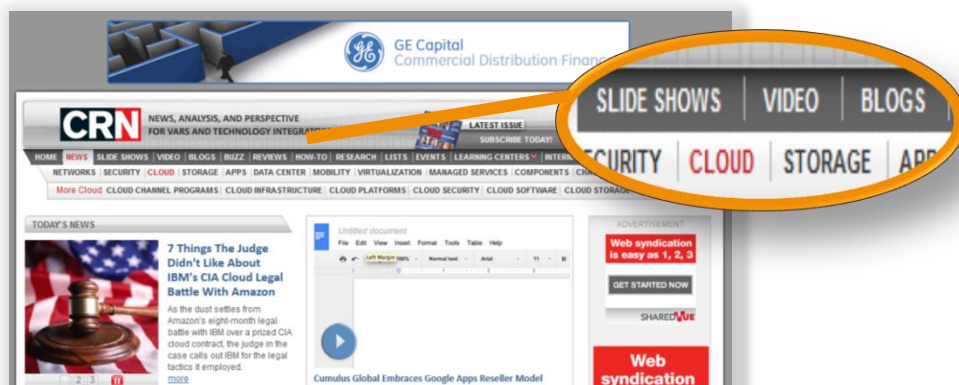 GE Capital
Commercial Distribution Finance
SLIDE SHOWS VIDEO BLOGS
SECURITY CLOUD STORAGE APP
CRN NEWS, ANALYSIS, AND PERSPECTIVE
FOR VARS AND TECHNOLOGY INTEGRATORS
LATEST ISSUE
SUBSCRIBE TODAY!
HOME NEWS SLIDE SHOWS VIDEO BLOGS BUZZ REVIEWS HOW-TO RESEARCH LISTS EVENTS LEARNING CENTERS INTERN
NETWORKS SECURITY CLOUD STORAGE APPS DATA CENTER MOBILITY VIRTUALIZATION MANAGED SERVICES COMPONENTS
More Cloud CLOUD CHANNEL PROGRAMS CLOUD INFRASTRUCTURE CLOUD PLATFORMS CLOUD SECURITY CLOUD SOFTWARE CLOUD STORAGE
TODAY'S NEWS
7 Things The Judge
Didn't Like About
IBM's CIA Cloud Legal
Battle With Amazon
As the dust settles from
Amazon's eight-month legal
battle with IBM over a prized CIA
cloud contract, the judge in the
case calls out IBM for the legal
tactics it employed.
more
2 3
Untitled document
File Edit View Insert Format Tools Table Help
Left Margin 100% Normal text Arial 11 B
Cumulus Global Embraces Google Apps Reseller Model
ADVERTISEMENT
Web syndication
is easy as 1, 2, 3
GET STARTED NOW
SHAREDVUE
Web
syndication